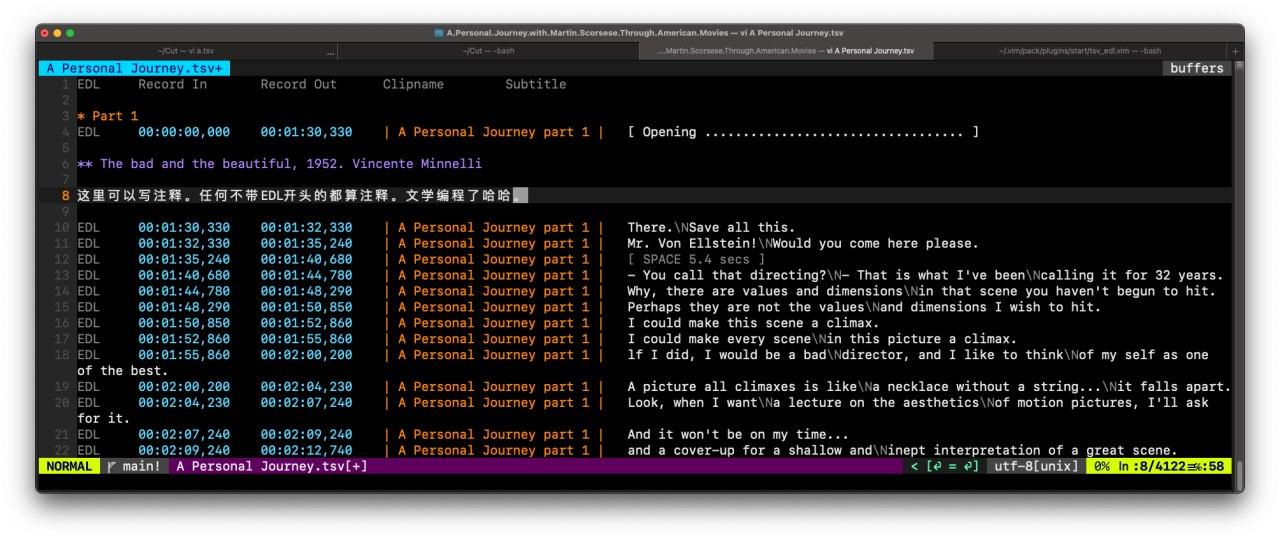 A.Personal.Journey.with.Martin.Scorsese.Through.American.Movies — vi A Personal Journey.tsv
~/Cut — vi a.tsv ... ~/Cut — -bash ....Martin.Scorsese.Through.American.Movies — vi A Personal Journey.tsv ~/.vim/pack/plugins/start/tsv_edl.vim — -bash +
A Personal Journey.tsv+ buffers
1 EDL Record In Record Out Clipname Subtitle
2
3 * Part 1
4 EDL 00:00:00,000 00:01:30,330 | A Personal Journey part 1 | [ Opening .................................. ]
5
6 ** The bad and the beautiful, 1952. Vincente Minnelli
7
8 这里可以写注释。任何不带EDL开头的都算注释。文学编程了哈哈。
9
10 EDL 00:01:30,330 00:01:32,330 | A Personal Journey part 1 | There.\NSave all this.
11 EDL 00:01:32,330 00:01:35,240 | A Personal Journey part 1 | Mr. Von Ellstein!\NWould you come here please.
12 EDL 00:01:35,240 00:01:40,680 | A Personal Journey part 1 | [ SPACE 5.4 secs ]
13 EDL 00:01:40,680 00:01:44,780 | A Personal Journey part 1 | – You call that directing?\N– That is what I've been\Ncalling it for 32 years.
14 EDL 00:01:44,780 00:01:48,290 | A Personal Journey part 1 | Why, there are values and dimensions\Nin that scene you haven't begun to hit.
15 EDL 00:01:48,290 00:01:50,850 | A Personal Journey part 1 | Perhaps they are not the values\Nand dimensions I wish to hit.
16 EDL 00:01:50,850 00:01:52,860 | A Personal Journey part 1 | I could make this scene a climax.
17 EDL 00:01:52,860 00:01:55,860 | A Personal Journey part 1 | I could make every scene\Nin this picture a climax.
18 EDL 00:01:55,860 00:02:00,200 | A Personal Journey part 1 | lf I did, I would be a bad\Ndirector, and I like to think\Nof my self as one
of the best.
19 EDL 00:02:00,200 00:02:04,230 | A Personal Journey part 1 | A picture all climaxes is like\Na necklace without a string...\Nit falls apart.
20 EDL 00:02:04,230 00:02:07,240 | A Personal Journey part 1 | Look, when I want\Na lecture on the aesthetics\Nof motion pictures, I'll ask
for it.
21 EDL 00:02:07,240 00:02:09,240 | A Personal Journey part 1 | And it won't be on my time...
22 EDL 00:02:09,240 00:02:12,740 | A Personal Journey part 1 | and a cover-up for a shallow and\Ninept interpretation of a great scene.
NORMAL main! A Personal Journey.tsv[+] < [⏎ = ⏎] utf-8[unix] 0% ln :8/4122≡%:58